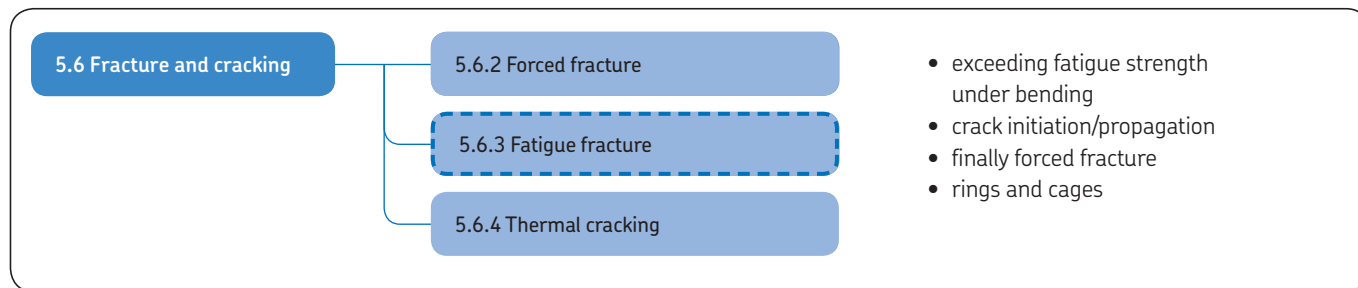 5.6 Fracture and cracking
5.6.2 Forced fracture
5.6.3 Fatigue fracture
5.6.4 Thermal cracking
• exceeding fatigue strength
under bending
• crack initiation/propagation
• finally forced fracture
• rings and cages